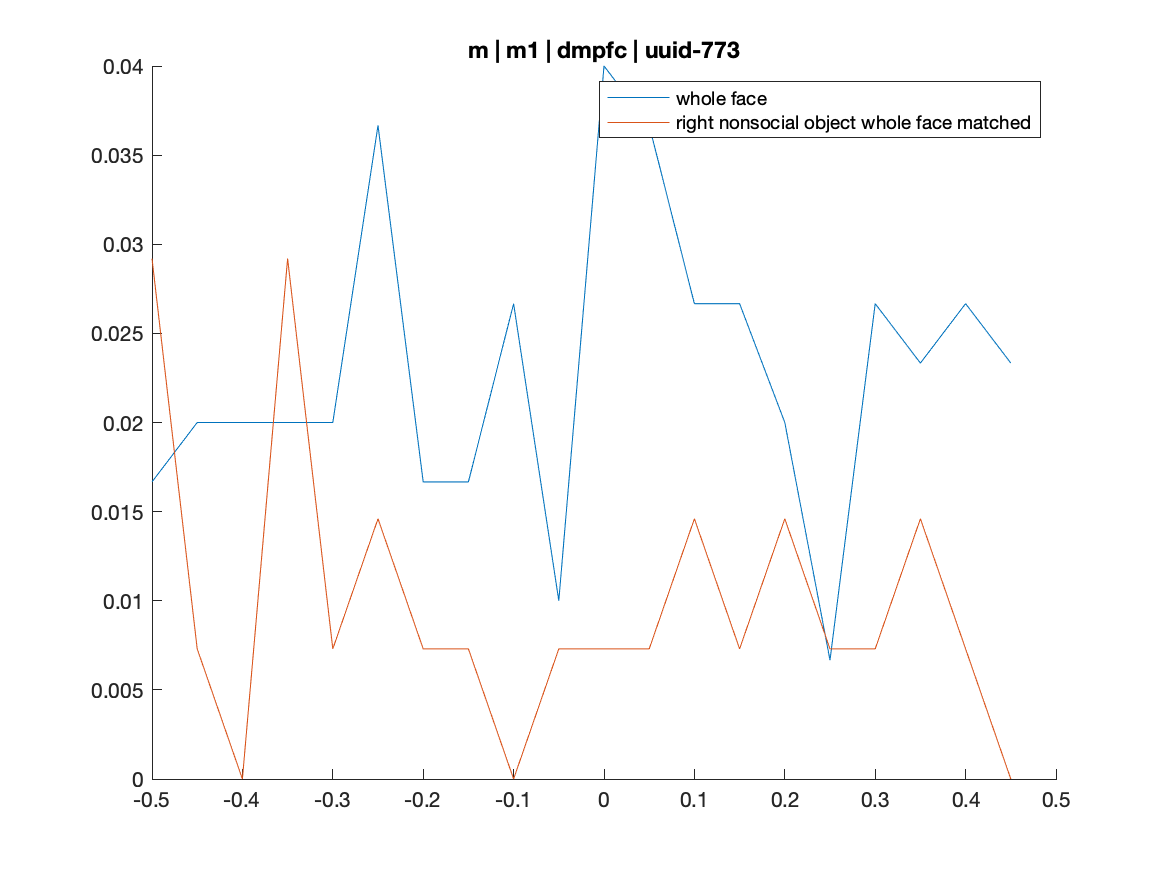 m | m1 | dmpfc | uuid-773
0.04
0.035
0.03
0.025
0.02
0.015
0.01
0.005
0
whole face
right nonsocial object whole face matched
-0.5 -0.4 -0.3 -0.2 -0.1 0 0.1 0.2 0.3 0.4 0.5